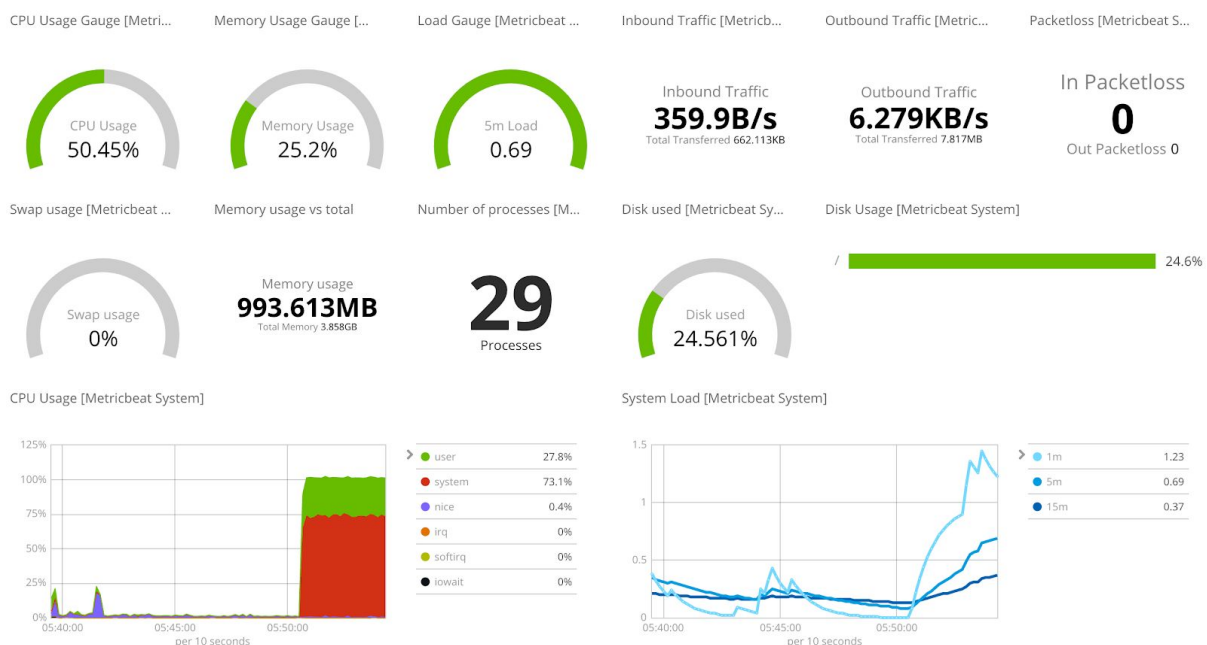 CPU Usage Gauge [Metri...
Memory Usage Gauge [...
Load Gauge [Metricbeat ...
Inbound Traffic [Metricb...
Outbound Traffic [Metric...
Packetloss [Metricbeat S...
CPU Usage
50.45%
Memory Usage
25.2%
5m Load
0.69
Inbound Traffic
359.9B/s
Total Transferred 662.113KB
Outbound Traffic
6.279KB/s
Total Transferred 7.817MB
In Packetloss
0
Out Packetloss 0
Swap usage [Metricbeat ...
Memory usage vs total
Number of processes [M...
Disk used [Metricbeat Sy...
Disk Usage [Metricbeat System]
Swap usage
0%
Memory usage
993.613MB
Total Memory 3.858GB
29
Processes
Disk used
24.561%
/ 24.6%
CPU Usage [Metricbeat System]
125%
100%
75%
50%
25%
0%
05:40:00 05:45:00 05:50:00
per 10 seconds
user 27.8%
system 73.1%
nice 0.4%
irq 0%
softirq 0%
iowait 0%
System Load [Metricbeat System]
1.5
1
0.5
0
05:40:00 05:45:00 05:50:00
per 10 seconds
1m 1.23
5m 0.69
15m 0.37